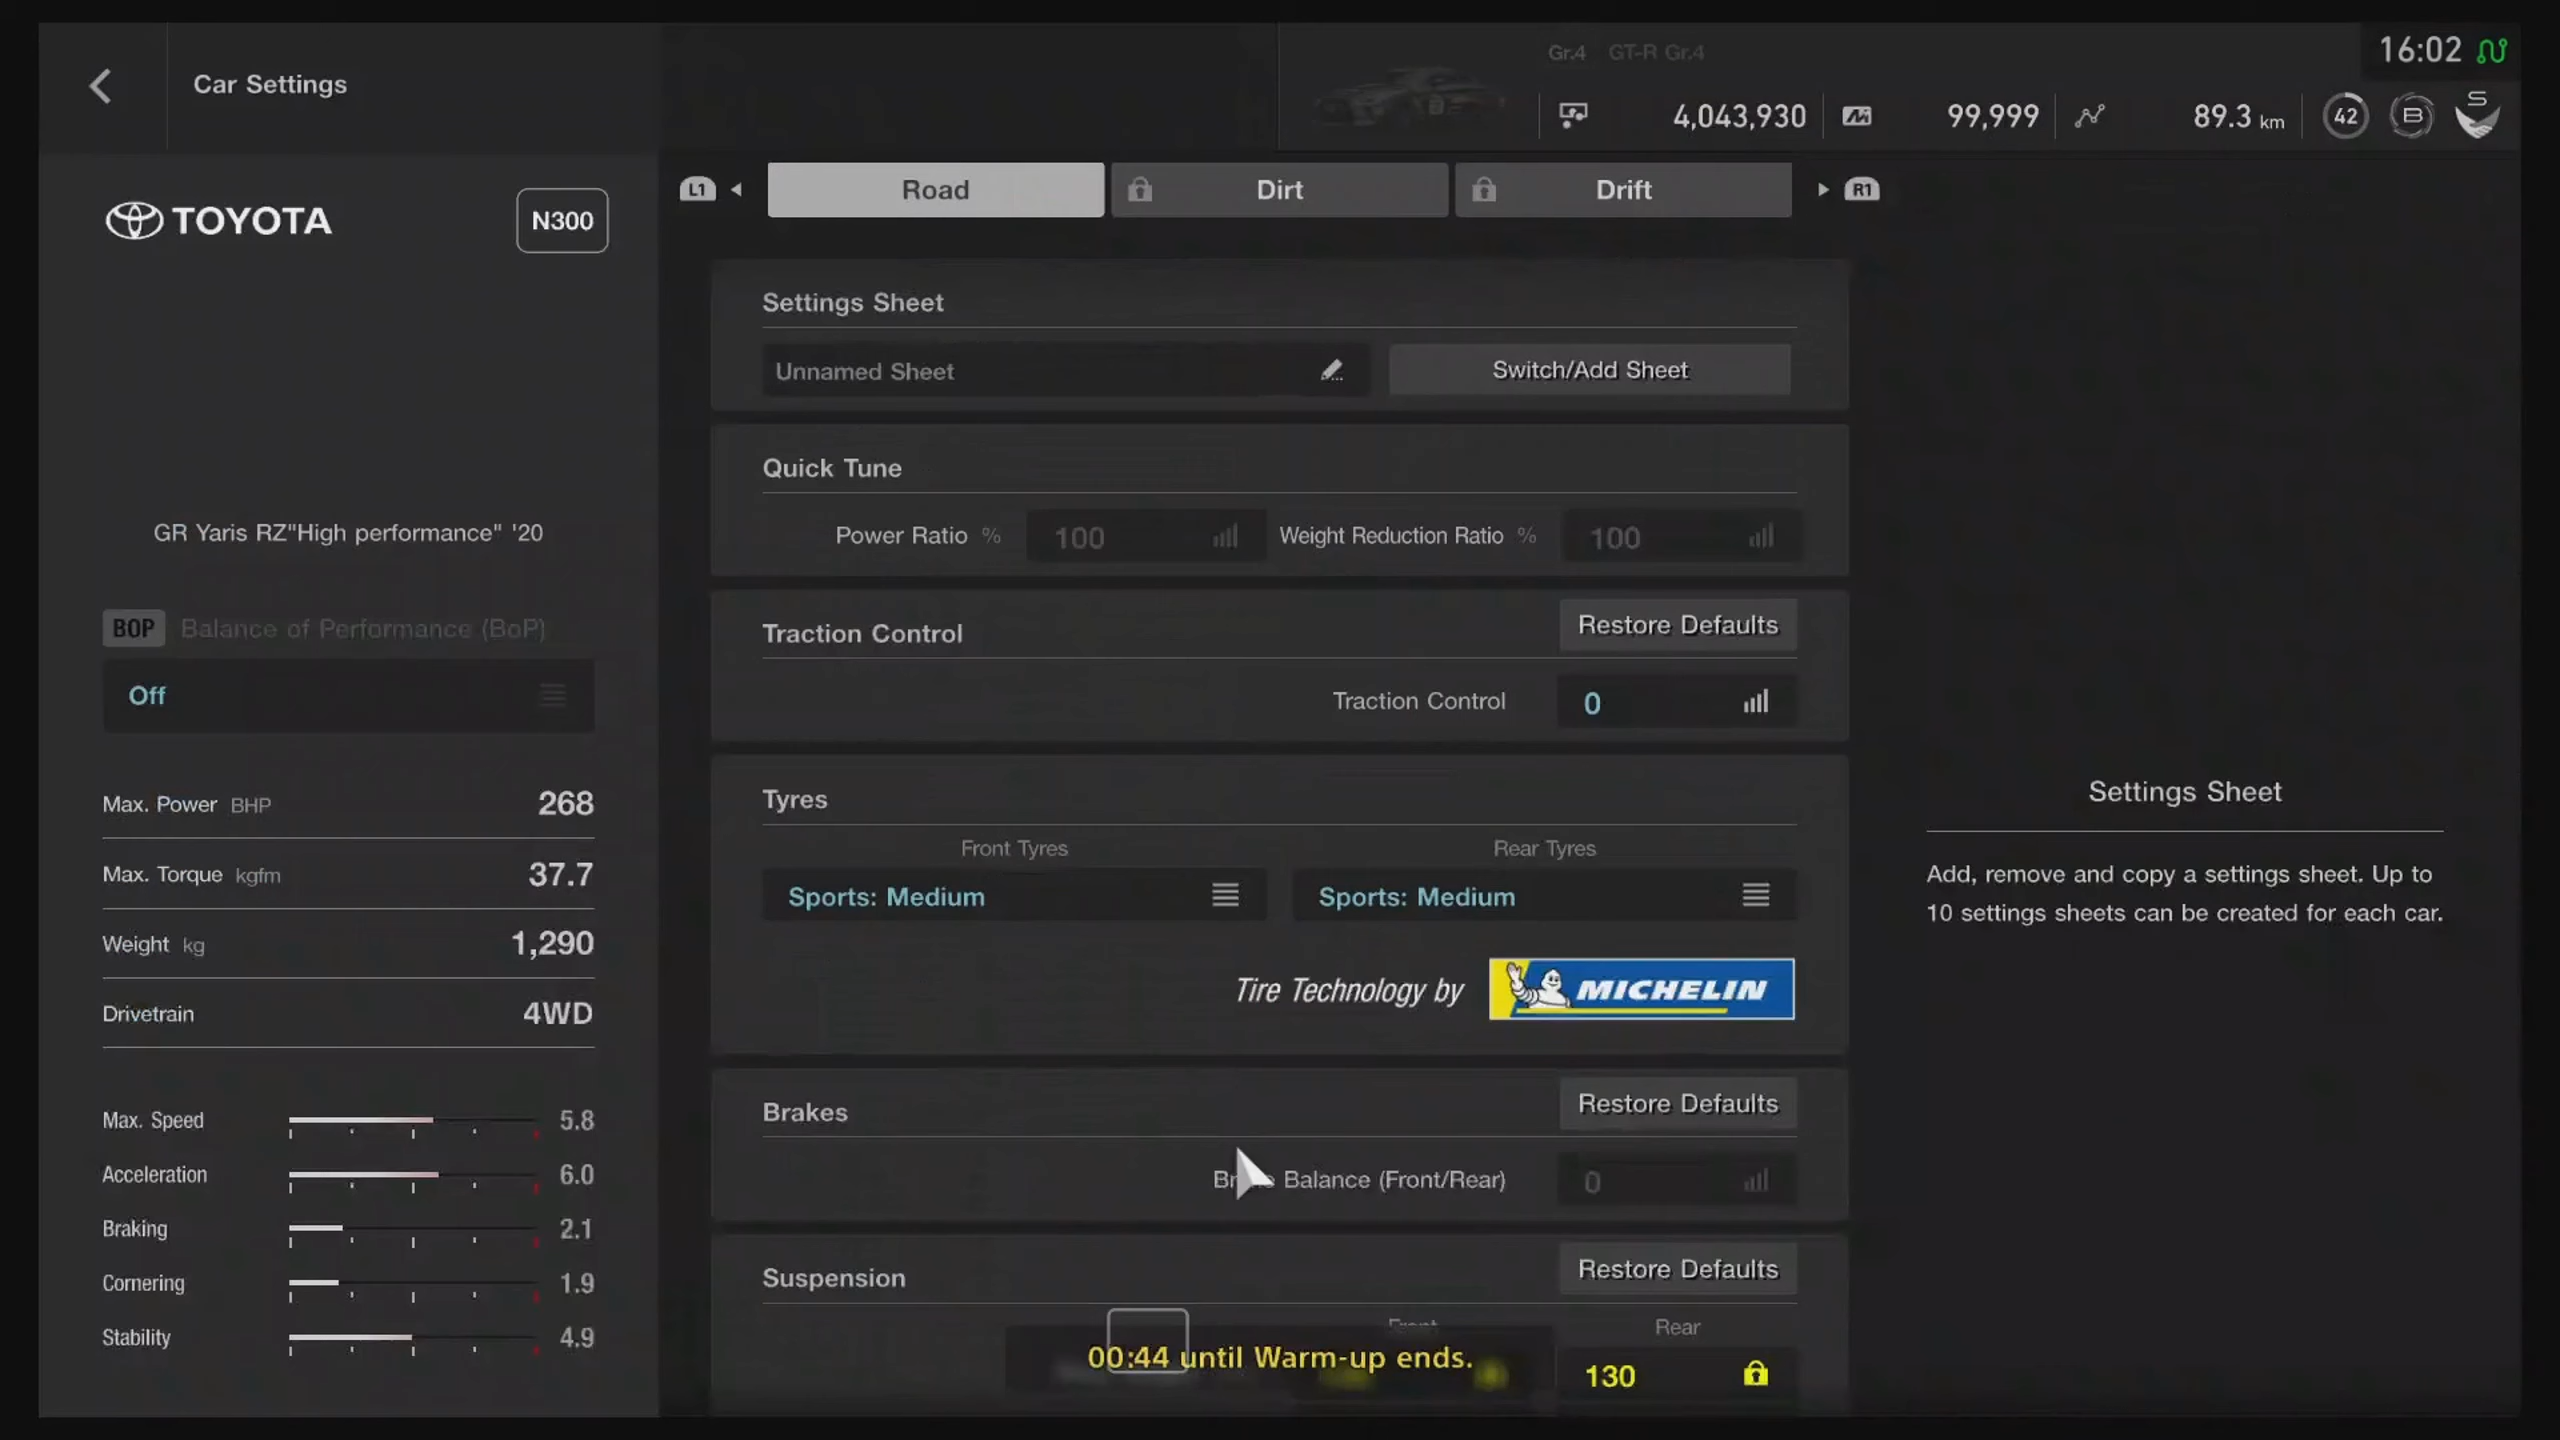 Car Settings
Gr.4 GT-R Gr.4
16:02
4,043,930
99,999
89.3 km
42
B
S
TOYOTA
N300
L1
Road
Dirt
Drift
R1
Settings Sheet
Unnamed Sheet
Switch/Add Sheet
Quick Tune
Power Ratio % 100
Weight Reduction Ratio % 100
GR Yaris RZ"High performance" '20
BOP Balance of Performance (BoP)
Off
Traction Control
Restore Defaults
Traction Control 0
Max. Power BHP 268
Max. Torque kgfm 37.7
Weight kg 1,290
Drivetrain 4WD
Tyres
Front Tyres
Rear Tyres
Sports: Medium
Sports: Medium
Tire Technology by
MICHELIN
Max. Speed 5.8
Acceleration 6.0
Braking 2.1
Cornering 1.9
Stability 4.9
Brakes
Restore Defaults
Balance (Front/Rear) 0
Suspension
Restore Defaults
Front
Rear
130
00:44 until Warm-up ends.
Settings Sheet
Add, remove and copy a settings sheet. Up to
10 settings sheets can be created for each car.